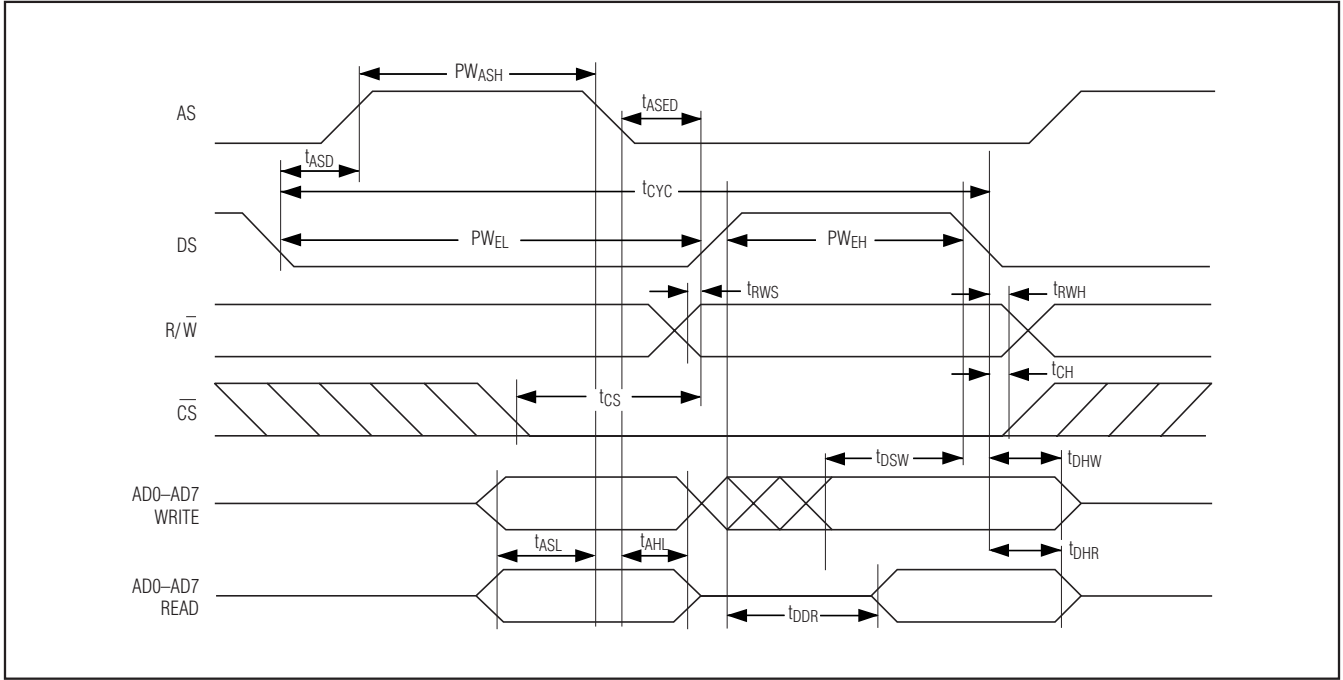 PWASH
AS
tASED
tASD
tCYC
DS
PWEL
PWEH
tRWS
tRWH
R/W̅
tCH
C̅S̅
tCS
tDSW
tDHW
AD0–AD7
WRITE
tASL
tAHL
tDHR
AD0–AD7
READ
tDDR